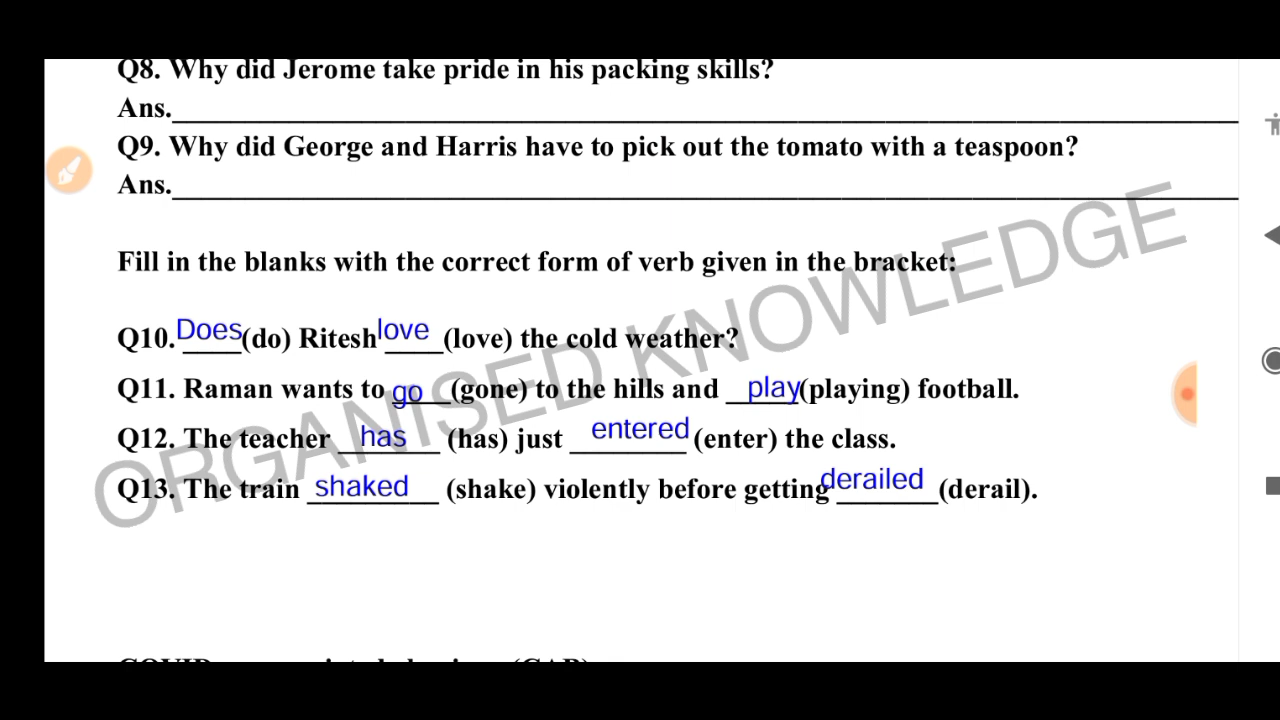 Q8. Why did Jerome take pride in his packing skills?
Ans.
Q9. Why did George and Harris have to pick out the tomato with a teaspoon?
Ans.
ORGANISED KNOWLEDGE
Fill in the blanks with the correct form of verb given in the bracket:
Q10. Does (do) Ritesh love (love) the cold weather?
Q11. Raman wants to go (gone) to the hills and play (playing) football.
Q12. The teacher has (has) just entered (enter) the class.
Q13. The train shaked (shake) violently before getting derailed (derail).